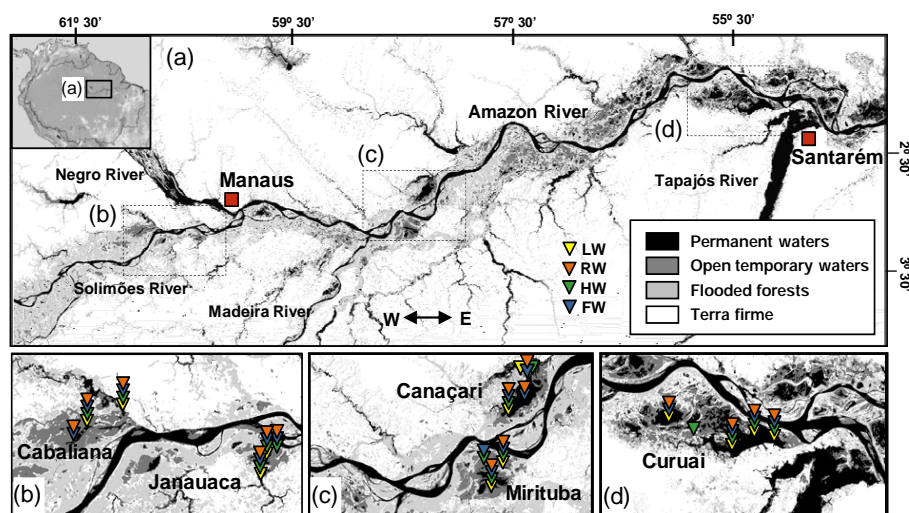 61º 30'
59º 30'
57º 30'
55º 30'
(a)
(a)
Amazon River
(d)
(c)
Negro River
Manaus
Santarém
2º 30'
Tapajós River
(b)
LW
RW
HW
FW
Permanent waters
Open temporary waters
Flooded forests
Terra firme
3º 30'
Solimões River
Madeira River
W E
Canaçari
Cabaliana
Janauaca
Mirituba
Curuai
(b)
(c)
(d)